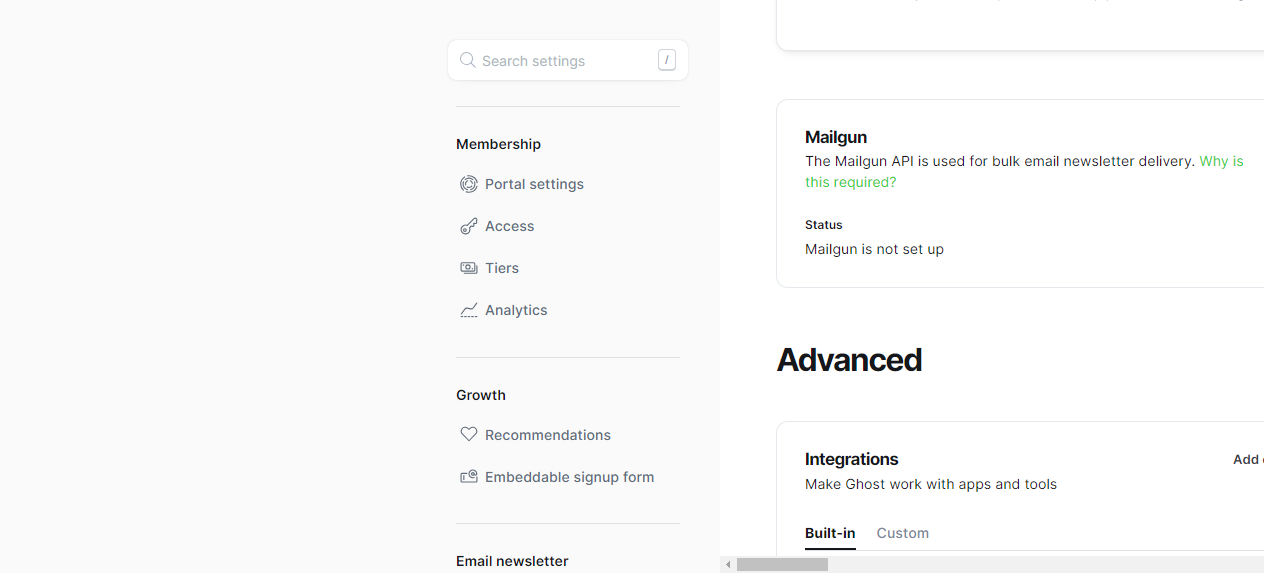 Search settings
/
Membership
Portal settings
Access
Tiers
Analytics
Growth
Recommendations
Embeddable signup form
Email newsletter
Mailgun
The Mailgun API is used for bulk email newsletter delivery. Why is
this required?
Status
Mailgun is not set up
Advanced
Integrations
Add
Make Ghost work with apps and tools
Built-in
Custom